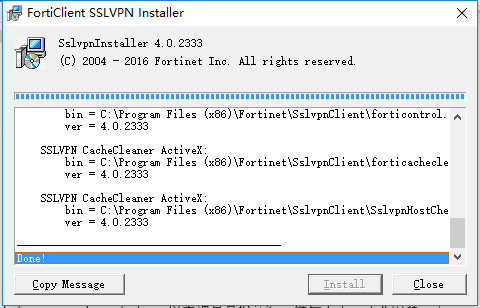 FortiClient SSLVPN Installer
SslvpnInstaller 4.0.2333
(C) 2004 - 2016 Fortinet Inc. All rights reserved.
bin = C:\Program Files (x86)\Fortinet\SslvpnClient\forticontrol.
ver = 4.0.2333
SSLVPN CacheCleaner ActiveX:
bin = C:\Program Files (x86)\Fortinet\SslvpnClient\forticachecle
ver = 4.0.2333
SSLVPN CacheCleaner ActiveX:
bin = C:\Program Files (x86)\Fortinet\SslvpnClient\SslvpnHostChe
ver = 4.0.2333
Done!
Copy Message
Install
Close